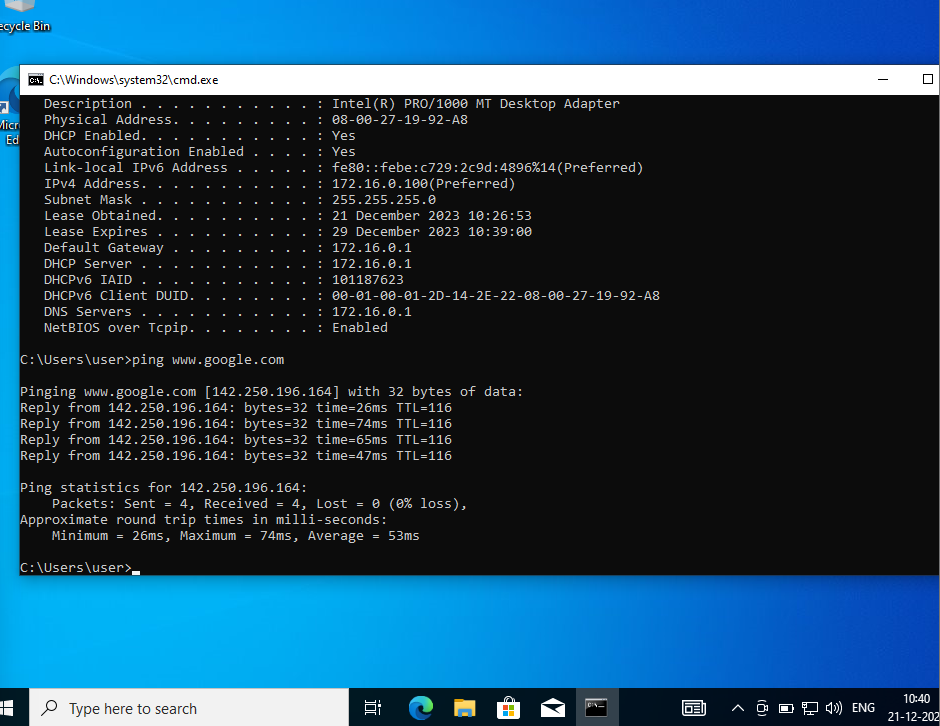 ecycle Bin
C:\Windows\system32\cmd.exe
Description . . . . . . . . . . . : Intel(R) PRO/1000 MT Desktop Adapter
Physical Address. . . . . . . . . : 08-00-27-19-92-A8
DHCP Enabled. . . . . . . . . . . : Yes
Autoconfiguration Enabled . . . . : Yes
Link-local IPv6 Address . . . . . : fe80::febe:c729:2c9d:4896%14(Preferred)
IPv4 Address. . . . . . . . . . . : 172.16.0.100(Preferred)
Subnet Mask . . . . . . . . . . . : 255.255.255.0
Lease Obtained. . . . . . . . . . : 21 December 2023 10:26:53
Lease Expires . . . . . . . . . . : 29 December 2023 10:39:00
Default Gateway . . . . . . . . . : 172.16.0.1
DHCP Server . . . . . . . . . . . : 172.16.0.1
DHCPv6 IAID . . . . . . . . . . . : 101187623
DHCPv6 Client DUID. . . . . . . . : 00-01-00-01-2D-14-2E-22-08-00-27-19-92-A8
DNS Servers . . . . . . . . . . . : 172.16.0.1
NetBIOS over Tcpip. . . . . . . . : Enabled
C:\Users\user>ping www.google.com
Pinging www.google.com [142.250.196.164] with 32 bytes of data:
Reply from 142.250.196.164: bytes=32 time=26ms TTL=116
Reply from 142.250.196.164: bytes=32 time=74ms TTL=116
Reply from 142.250.196.164: bytes=32 time=65ms TTL=116
Reply from 142.250.196.164: bytes=32 time=47ms TTL=116
Ping statistics for 142.250.196.164:
Packets: Sent = 4, Received = 4, Lost = 0 (0% loss),
Approximate round trip times in milli-seconds:
Minimum = 26ms, Maximum = 74ms, Average = 53ms
C:\Users\user>
Micr
Ed
Type here to search
ENG
10:40
21-12-202